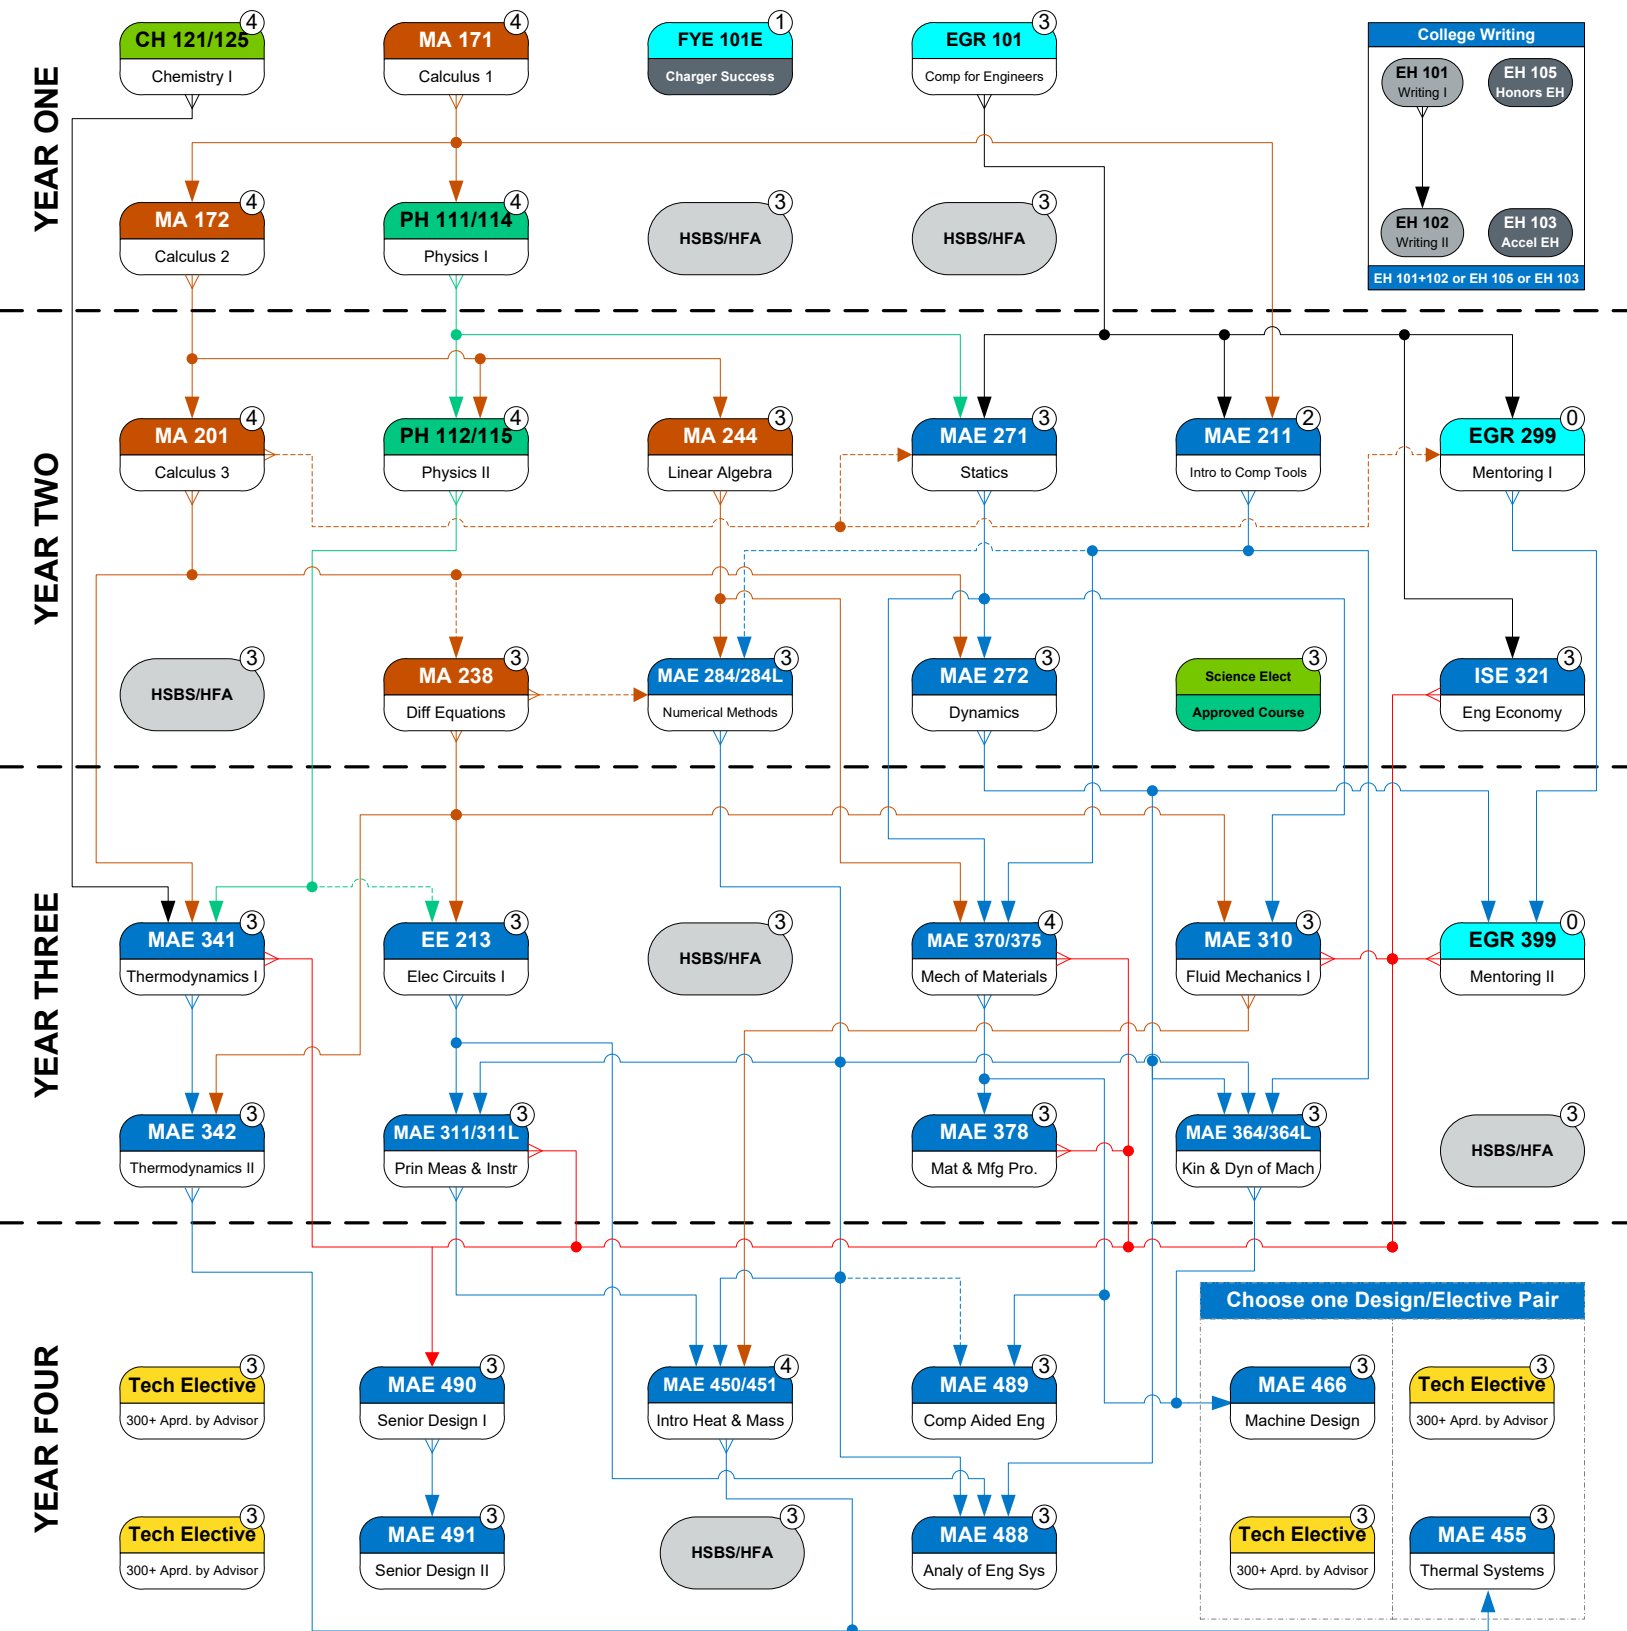 YEAR ONE
4
CH 121/125
Chemistry I
4
MA 171
Calculus 1
1
FYE 101E
Charger Success
3
EGR 101
Comp for Engineers
College Writing
EH 101
Writing I
EH 105
Honors EH
EH 102
Writing II
EH 103
Accel EH
EH 101+102 or EH 105 or EH 103
4
MA 172
Calculus 2
4
PH 111/114
Physics I
3
HSBS/HFA
3
HSBS/HFA
YEAR TWO
4
MA 201
Calculus 3
4
PH 112/115
Physics II
3
MA 244
Linear Algebra
3
MAE 271
Statics
2
MAE 211
Intro to Comp Tools
0
EGR 299
Mentoring I
3
HSBS/HFA
3
MA 238
Diff Equations
3
MAE 284/284L
Numerical Methods
3
MAE 272
Dynamics
3
Science Elect
Approved Course
3
ISE 321
Eng Economy
YEAR THREE
3
MAE 341
Thermodynamics I
3
EE 213
Elec Circuits I
3
HSBS/HFA
4
MAE 370/375
Mech of Materials
3
MAE 310
Fluid Mechanics I
0
EGR 399
Mentoring II
3
MAE 342
Thermodynamics II
3
MAE 311/311L
Prin Meas & Instr
3
MAE 378
Mat & Mfg Pro.
3
MAE 364/364L
Kin & Dyn of Mach
3
HSBS/HFA
YEAR FOUR
Choose one Design/Elective Pair
3
Tech Elective
300+ Aprd. by Advisor
3
MAE 490
Senior Design I
4
MAE 450/451
Intro Heat & Mass
3
MAE 489
Comp Aided Eng
3
MAE 466
Machine Design
3
Tech Elective
300+ Aprd. by Advisor
3
Tech Elective
300+ Aprd. by Advisor
3
MAE 491
Senior Design II
3
HSBS/HFA
3
MAE 488
Analy of Eng Sys
3
Tech Elective
300+ Aprd. by Advisor
3
MAE 455
Thermal Systems